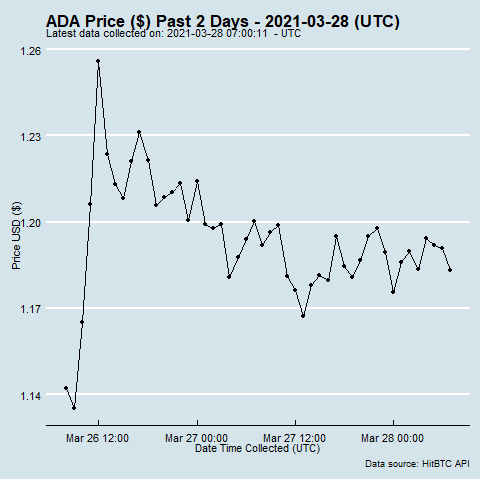 ADA Price ($) Past 2 Days - 2021-03-28 (UTC)
Latest data collected on: 2021-03-28 07:00:11 - UTC
1.26
1.23
1.20
1.17
1.14
Price USD ($)
Mar 26 12:00
Mar 27 00:00
Mar 27 12:00
Mar 28 00:00
Date Time Collected (UTC)
Data source: HitBTC API